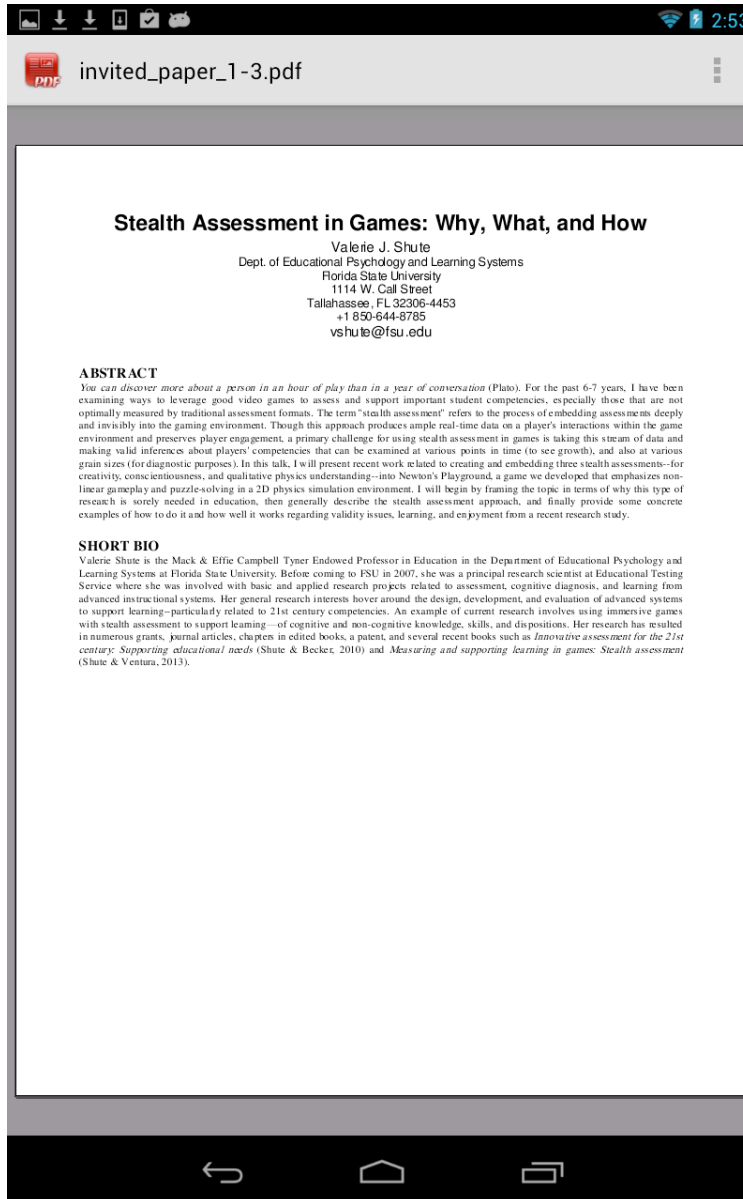 2:53
invited_paper_1-3.pdf
Stealth Assessment in Games: Why, What, and How
Valerie J. Shute
Dept. of Educational Psychology and Learning Systems
Florida State University
1114 W. Call Street
Tallahassee, FL 32306-4453
+1 850-644-8785
vshute@fsu.edu
ABSTRACT
You can discover more about a person in an hour of play than in a year of conversation (Plato). For the past 6-7 years, I have been
examining ways to leverage good video games to assess and support important student competencies, especially those that are not
optimally measured by traditional assessment formats. The term "stealth assessment" refers to the process of embedding assessments deeply
and invisibly into the gaming environment. Though this approach produces ample real-time data on a player's interactions within the game
environment and preserves player engagement, a primary challenge for using stealth assessment in games is taking this stream of data and
making valid inferences about players' competencies that can be examined at various points in time (to see growth), and also at various
grain sizes (for diagnostic purposes). In this talk, I will present recent work related to creating and embedding three stealth assessments--for
creativity, conscientiousness, and qualitative physics understanding--into Newton's Playground, a game we developed that emphasizes non-
linear gameplay and puzzle-solving in a 2D physics simulation environment. I will begin by framing the topic in terms of why this type of
research is sorely needed in education, then generally describe the stealth assessment approach, and finally provide some concrete
examples of how to do it and how well it works regarding validity issues, learning, and enjoyment from a recent research study.
SHORT BIO
Valerie Shute is the Mack & Effie Campbell Tyner Endowed Professor in Education in the Department of Educational Psychology and
Learning Systems at Florida State University. Before coming to FSU in 2007, she was a principal research scientist at Educational Testing
Service where she was involved with basic and applied research projects related to assessment, cognitive diagnosis, and learning from
advanced instructional systems. Her general research interests hover around the design, development, and evaluation of advanced systems
to support learning--particularly related to 21st century competencies. An example of current research involves using immersive games
with stealth assessment to support learning—of cognitive and non-cognitive knowledge, skills, and dispositions. Her research has resulted
in numerous grants, journal articles, chapters in edited books, a patent, and several recent books such as Innovative assessment for the 21st
century: Supporting educational needs (Shute & Becker, 2010) and Measuring and supporting learning in games: Stealth assessment
(Shute & Ventura, 2013).